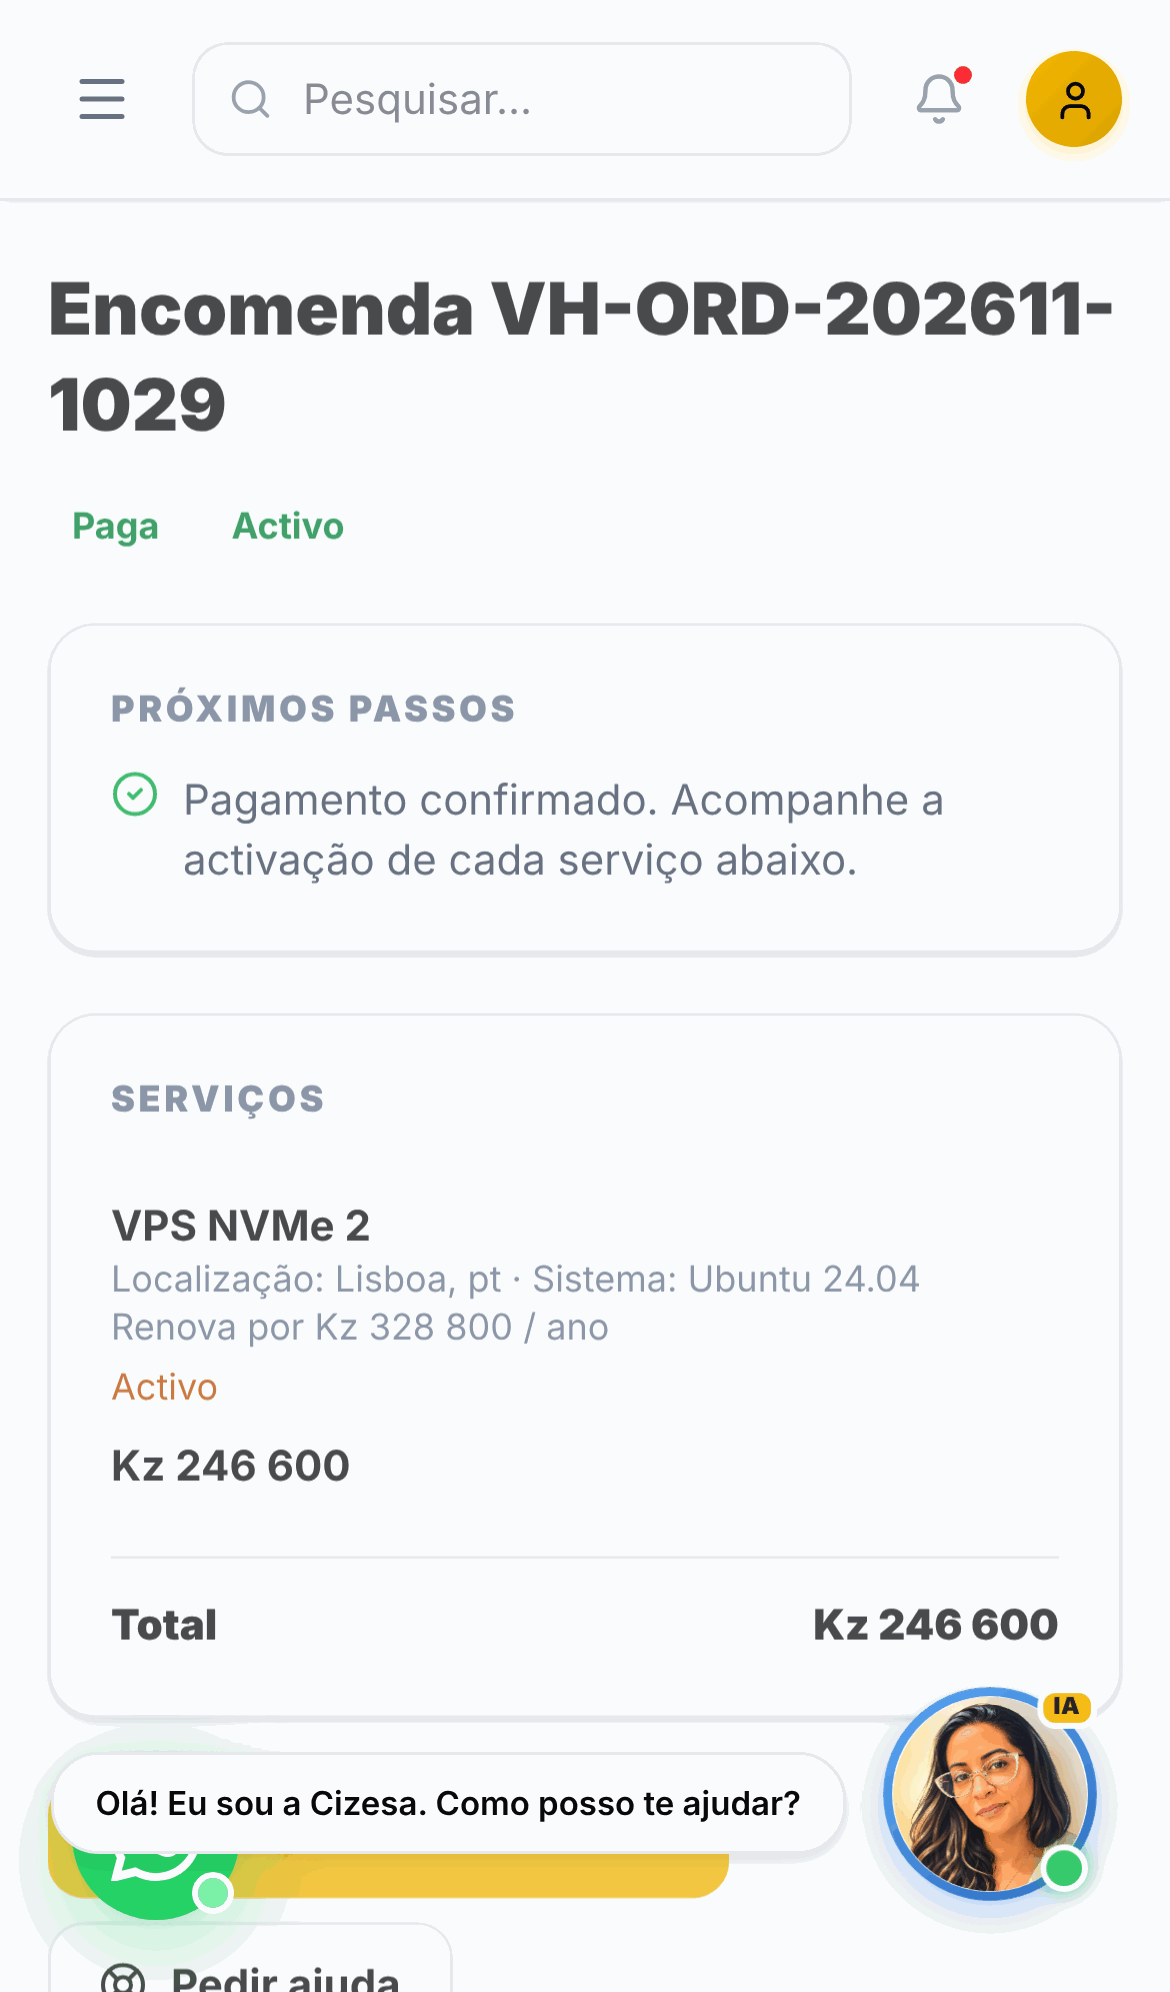 Pesquisar...
Encomenda VH-ORD-202611-
1029
Paga Activo
PRÓXIMOS PASSOS
Pagamento confirmado. Acompanhe a
activação de cada serviço abaixo.
SERVIÇOS
VPS NVMe 2
Localização: Lisboa, pt · Sistema: Ubuntu 24.04
Renova por Kz 328 800 / ano
Activo
Kz 246 600
Total Kz 246 600
IA
Olá! Eu sou a Cizesa. Como posso te ajudar?
Pedir ajuda